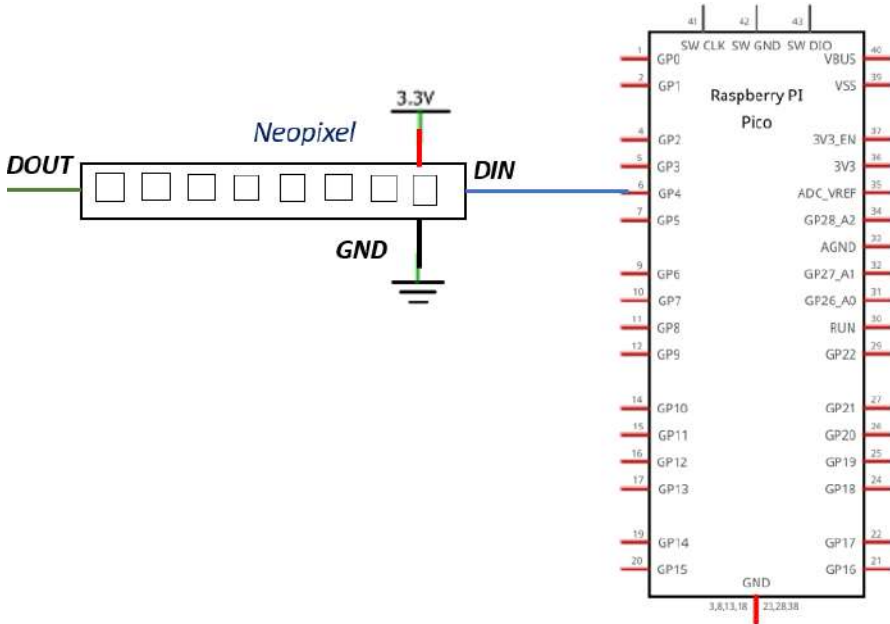 41 42 43
SW CLK SW GND SW DIO
Raspberry PI
Pico
3.3V
Neopixel
DOUT
DIN
GND
1 GP0
2 GP1
4 GP2
5 GP3
6 GP4
7 GP5
9 GP6
10 GP7
11 GP8
12 GP9
14 GP10
15 GP11
16 GP12
17 GP13
19 GP14
20 GP15
VBUS 40
VSS 39
3V3_EN 37
3V3 36
ADC_VREF 35
GP28_A2 34
AGND 33
GP27_A1 32
GP26_A0 31
RUN 30
GP22 29
GP21 27
GP20 26
GP19 25
GP18 24
GP17 22
GP16 21
GND
3,8,13,18 23,28,38